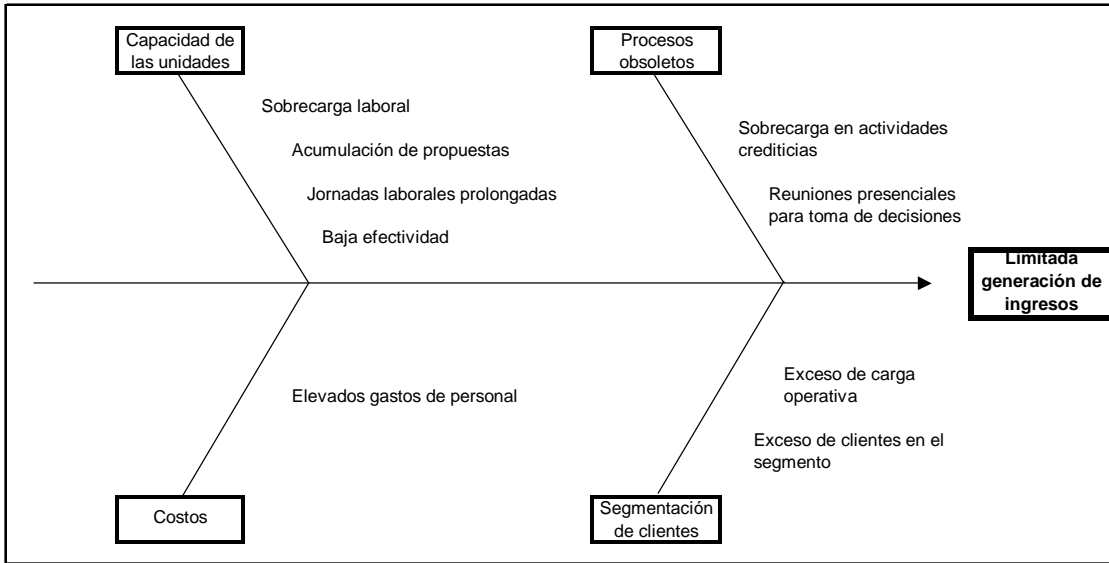 Capacidad de
las unidades
Procesos
obsoletos
Sobrecarga laboral
Acumulación de propuestas
Jornadas laborales prolongadas
Baja efectividad
Sobrecarga en actividades
crediticias
Reuniones presenciales
para toma de decisiones
Limitada
generación de
ingresos
Elevados gastos de personal
Exceso de carga
operativa
Exceso de clientes en el
segmento
Costos
Segmentación
de clientes